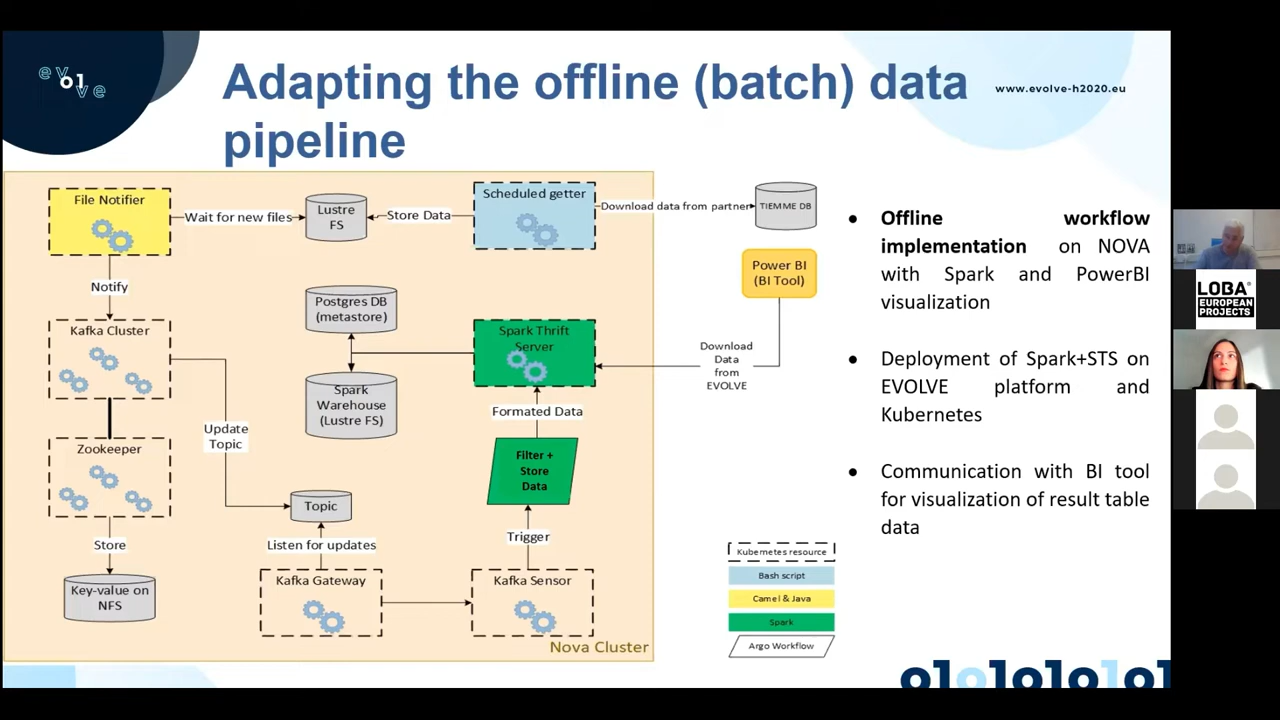 ev
o1
ve
Adapting the offline (batch) data
pipeline
www.evolve-h2020.eu
File Notifier
Wait for new files
Lustre
FS
Store Data
Scheduled getter
Download data from partner
TIEMME DB
Power BI
(BI Tool)
Notify
Postgres DB
(metastore)
Kafka Cluster
Spark Thrift
Server
Download
Data
from
EVOLVE
Spark
Warehouse
(Lustre FS)
Formated Data
Update
Topic
Zookeeper
Filter +
Store
Data
Topic
Store
Listen for updates
Trigger
Key-value on
NFS
Kafka Gateway
Kafka Sensor
Nova Cluster
Kubernetes resource
Bash script
Camel & Java
Spark
Argo Workflow
• Offline workflow
implementation on NOVA
with Spark and PowerBI
visualization
• Deployment of Spark+STS on
EVOLVE platform and
Kubernetes
• Communication with BI tool
for visualization of result table
data
o1o1o1o1o1
LOBA
EUROPEAN
PROJECTS